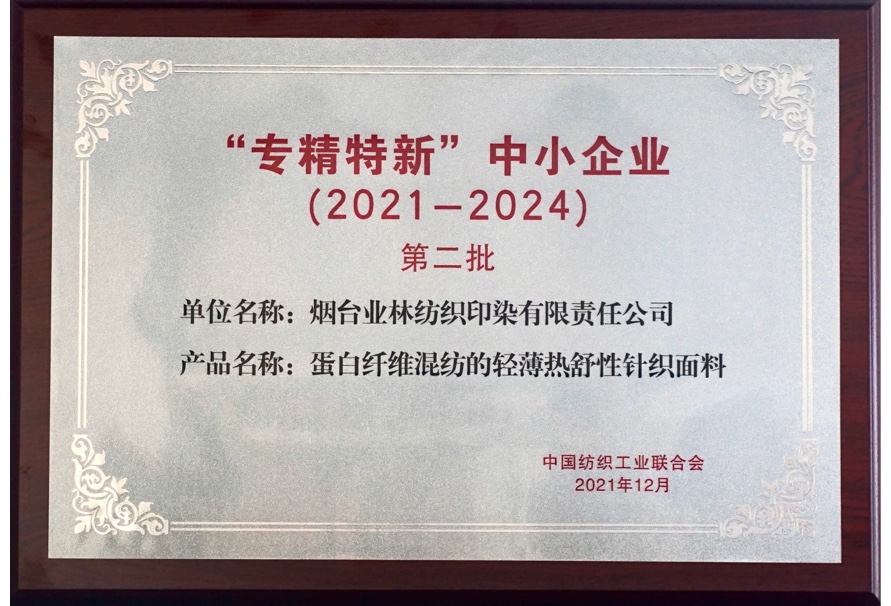 “专精特新”中小企业
(2021—2024)
第二批
单位名称：烟台业林纺织印染有限责任公司
产品名称：蛋白纤维混纺的轻薄热舒性针织面料
中国纺织工业联合会
2021年12月